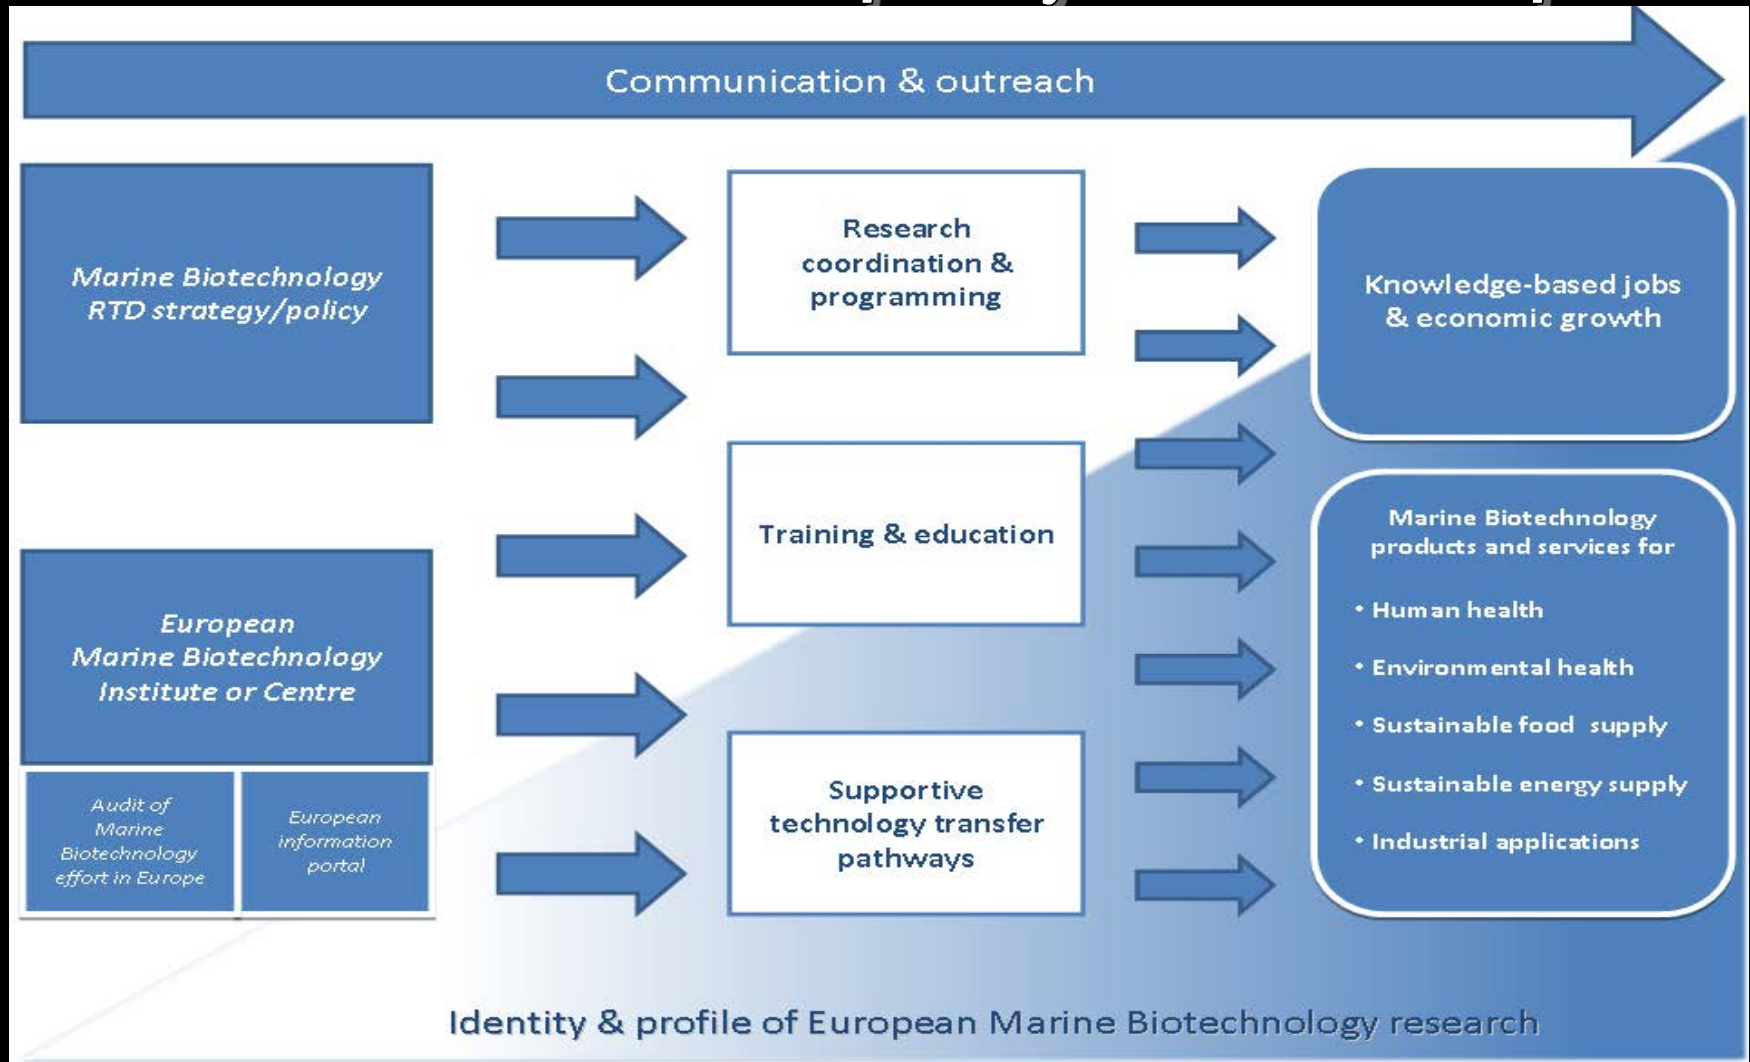 Communication & outreach
Marine Biotechnology
RTD strategy/policy
European
Marine Biotechnology
Institute or Centre
Audit of
Marine
Biotechnology
effort in Europe
European
information
portal
Research
coordination &
programming
Training & education
Supportive
technology transfer
pathways
Knowledge-based jobs
& economic growth
Marine Biotechnology
products and services for
• Human health
• Environmental health
• Sustainable food supply
• Sustainable energy supply
• Industrial applications
Identity & profile of European Marine Biotechnology research